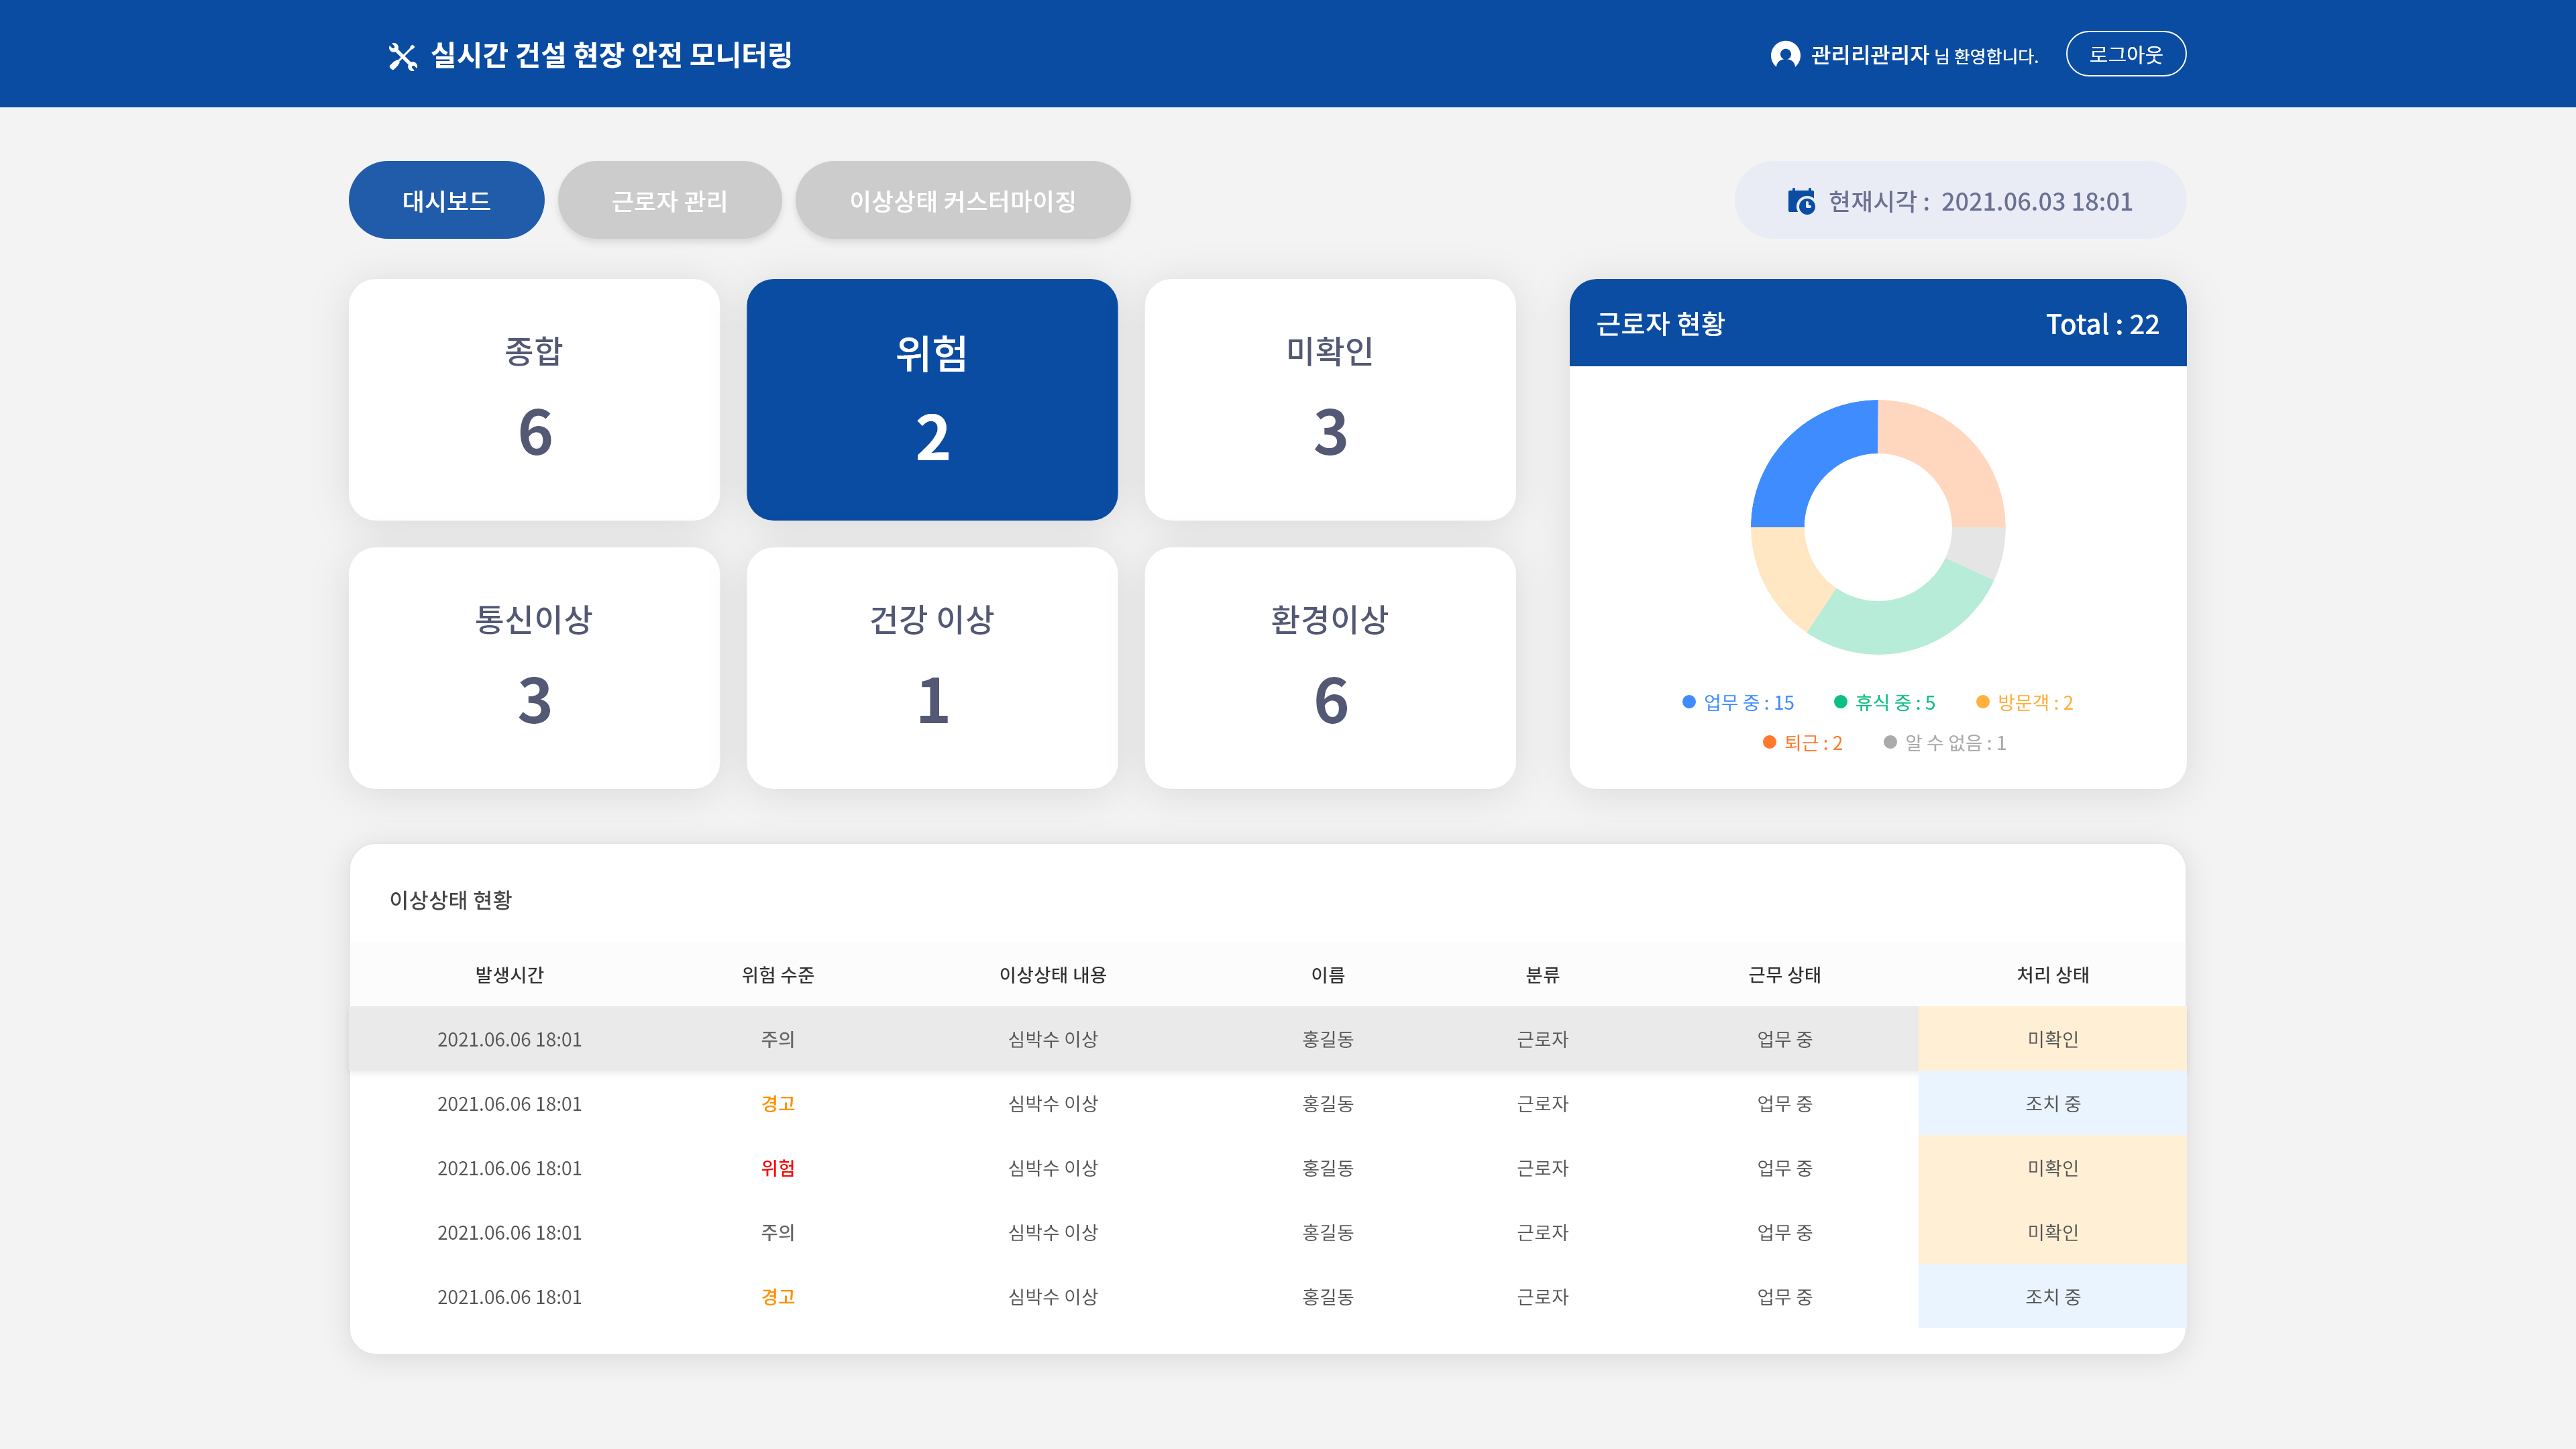 실시간 건설 현장 안전 모니터링
관리리관리자 님 환영합니다.
로그아웃
대시보드
근로자 관리
이상상태 커스터마이징
현재시각 : 2021.06.03 18:01
종합
6
위험
2
미확인
3
통신이상
3
건강 이상
1
환경이상
6
근로자 현황
Total : 22
업무 중 : 15 휴식 중 : 5 방문객 : 2
퇴근 : 2 알 수 없음 : 1
이상상태 현황
발생시간 위험 수준 이상상태 내용 이름 분류 근무 상태 처리 상태
2021.06.06 18:01 주의 심박수 이상 홍길동 근로자 업무 중 미확인
2021.06.06 18:01 경고 심박수 이상 홍길동 근로자 업무 중 조치 중
2021.06.06 18:01 위험 심박수 이상 홍길동 근로자 업무 중 미확인
2021.06.06 18:01 주의 심박수 이상 홍길동 근로자 업무 중 미확인
2021.06.06 18:01 경고 심박수 이상 홍길동 근로자 업무 중 조치 중